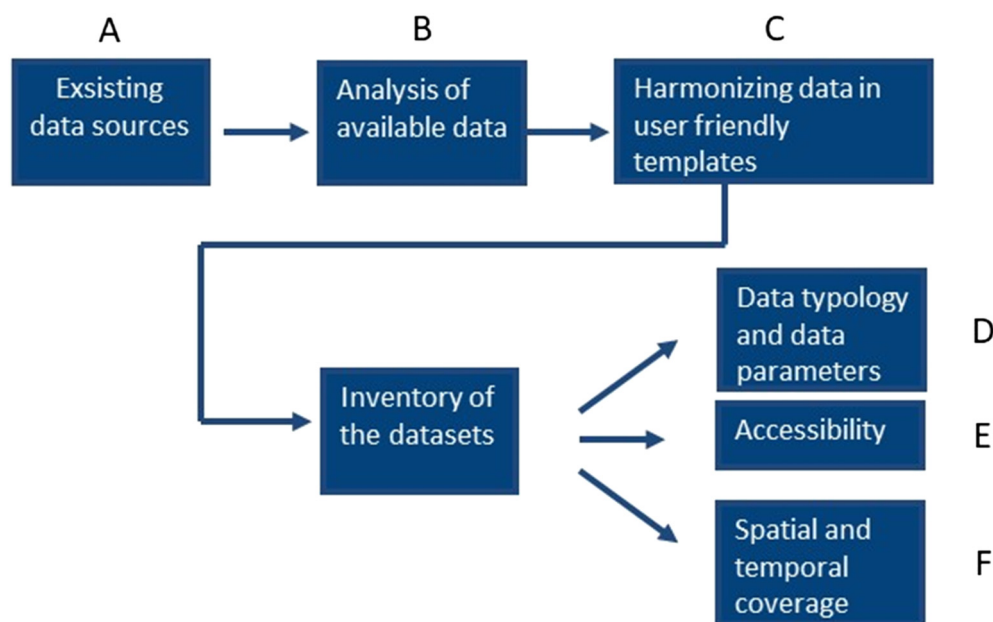 A
B
C
Exsisting
data sources
Analysis of
available data
Harmonizing data in
user friendly
templates
Inventory of
the datasets
Data typology
and data
parameters
D
Accessibility
E
Spatial and
temporal
coverage
F